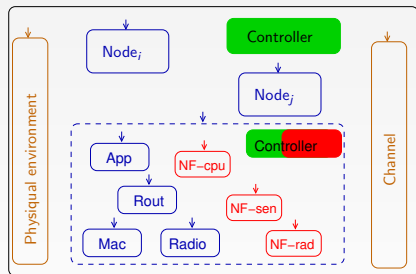 Controller
Node_i
Node_j
Physiqual environment
Channel
Controller
App
NF-cpu
Rout
NF-sen
Mac
Radio
NF-rad